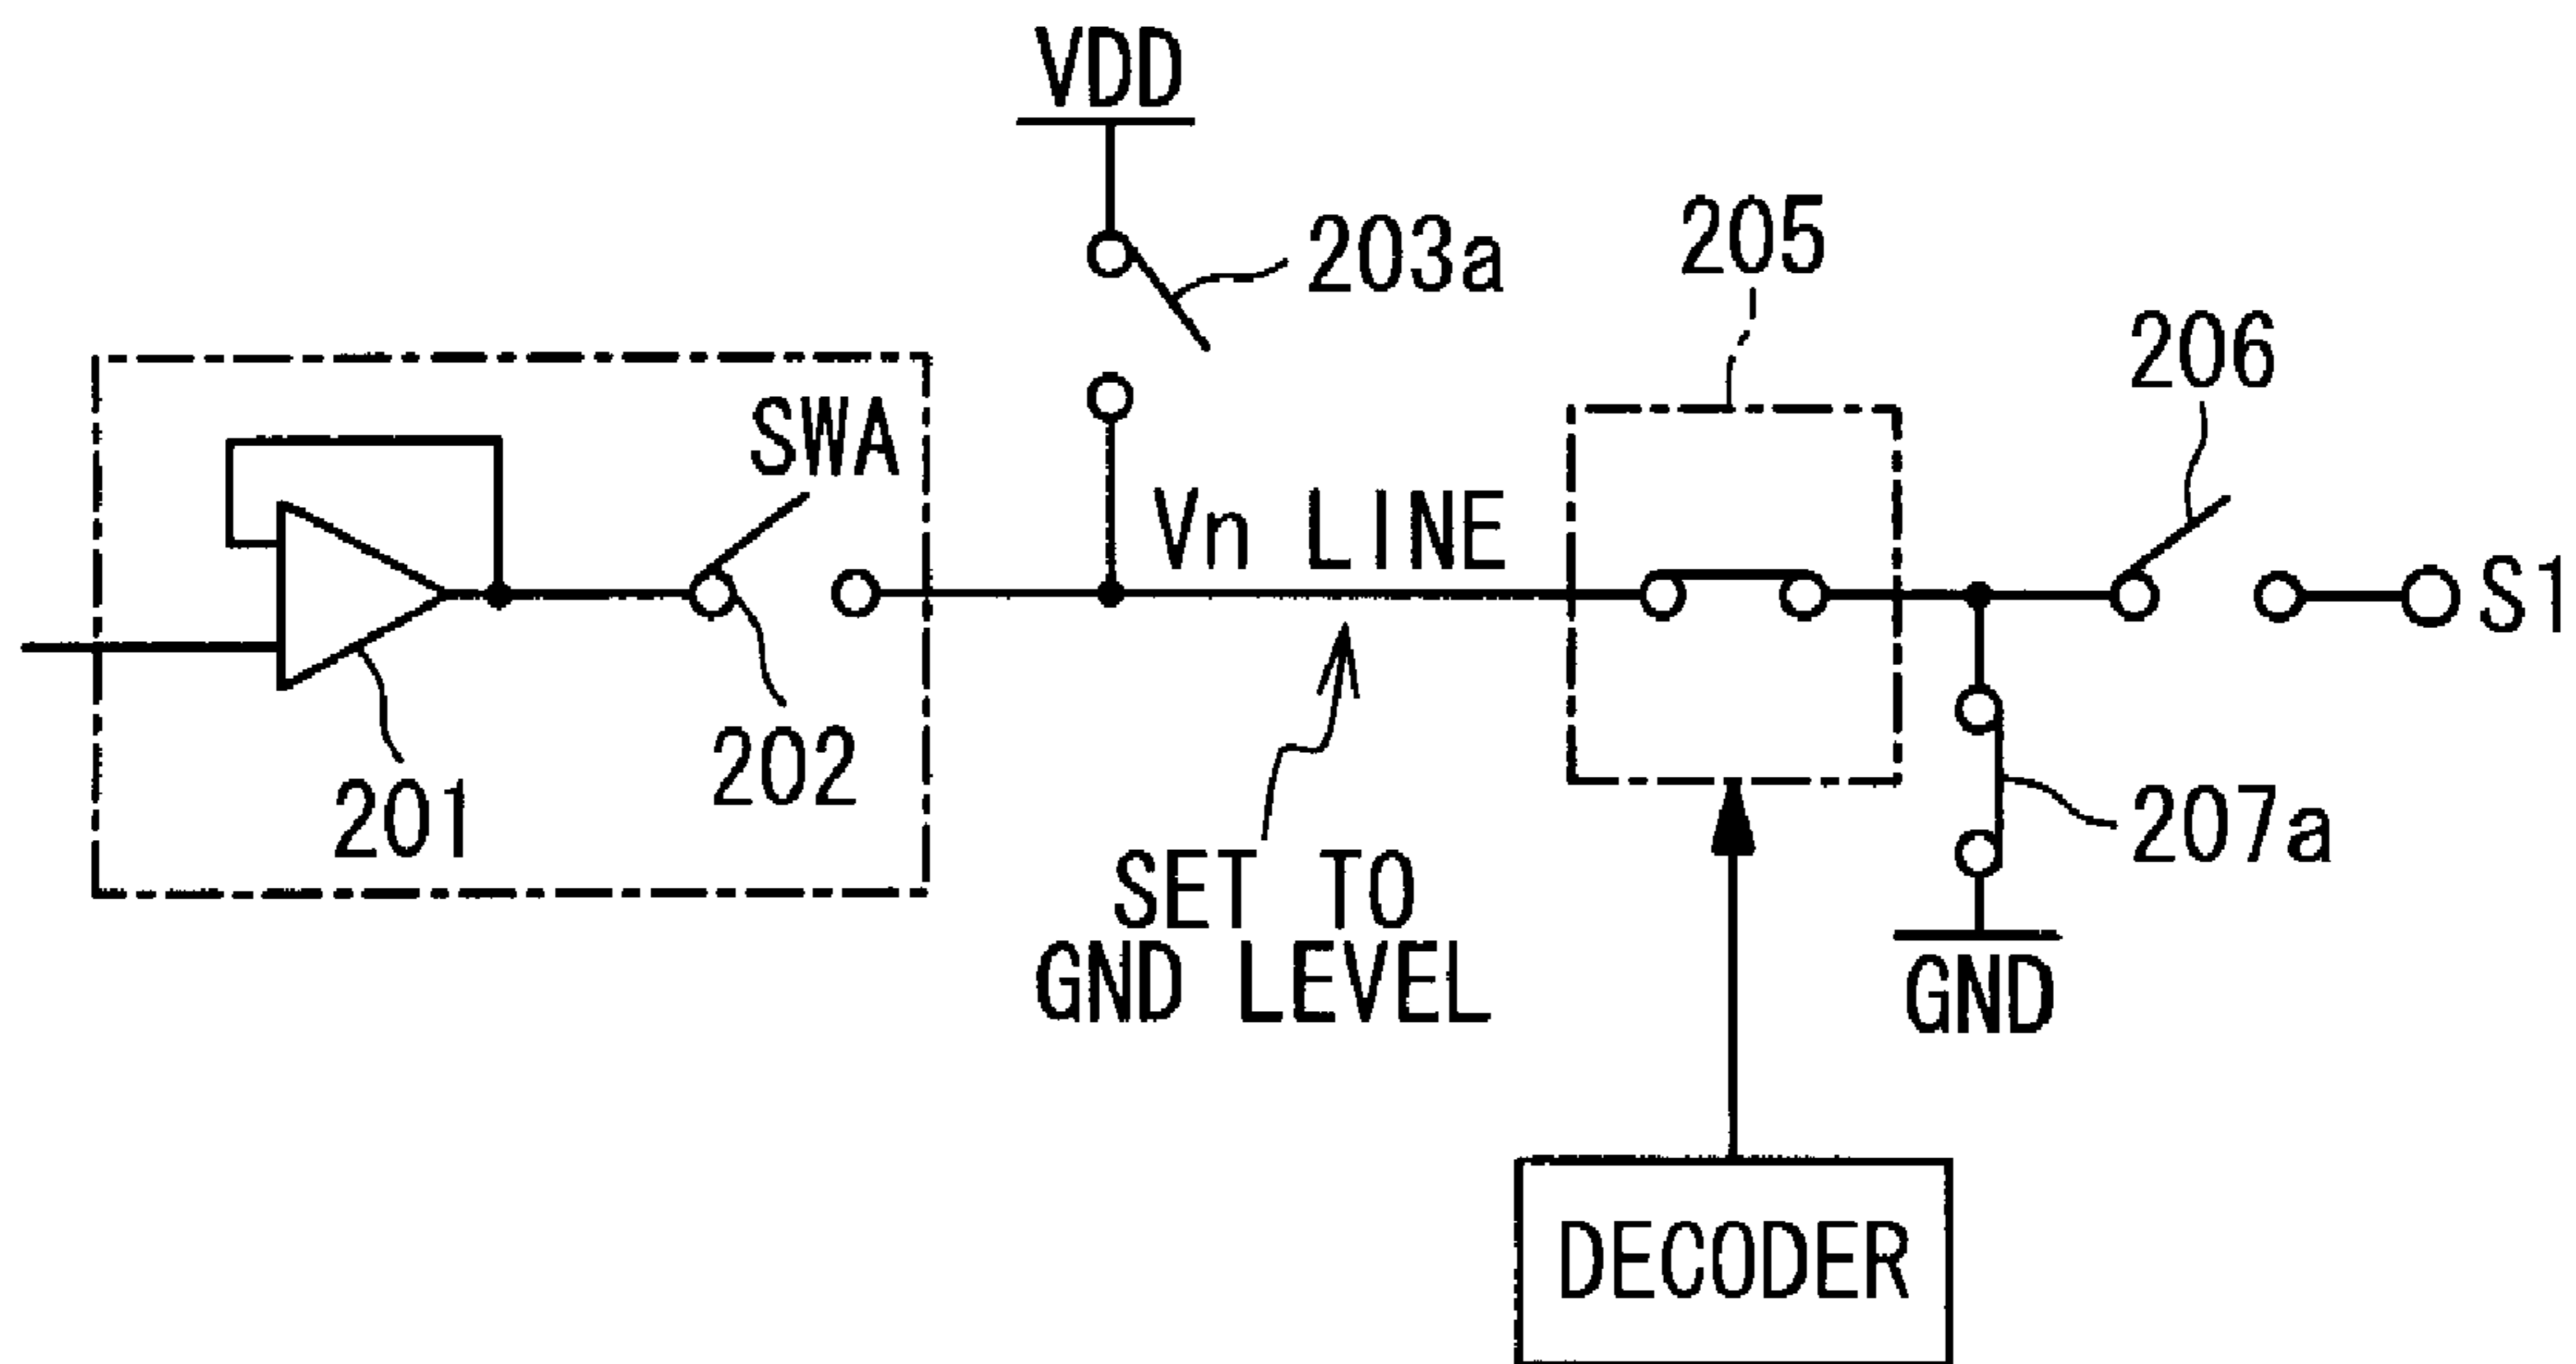 VDD
203a
205
206
SWA
Vn LINE
S1
202
201
207a
SET TO
GND LEVEL
GND
DECODER